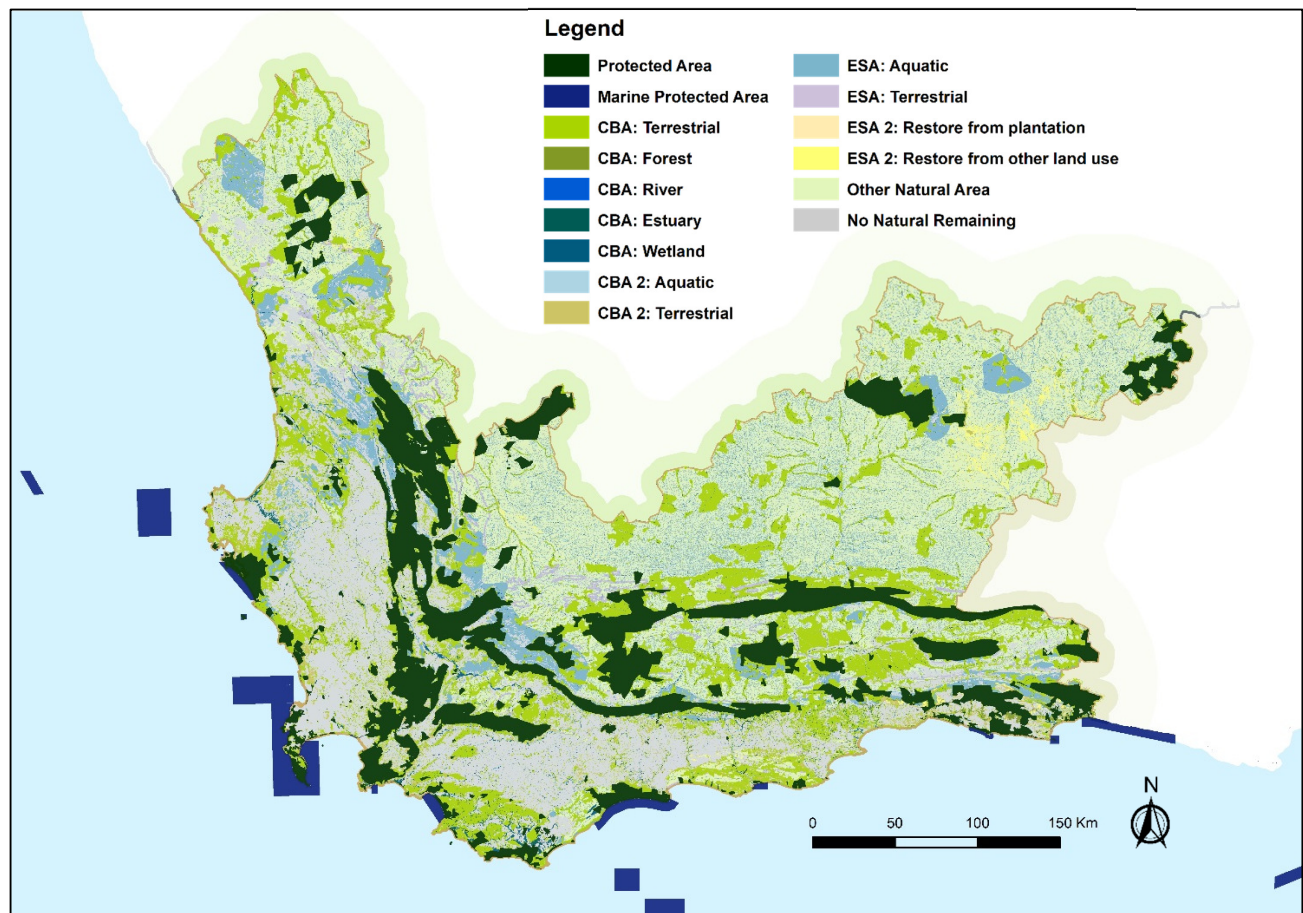 Legend
Protected Area
Marine Protected Area
CBA: Terrestrial
CBA: Forest
CBA: River
CBA: Estuary
CBA: Wetland
CBA 2: Aquatic
CBA 2: Terrestrial
ESA: Aquatic
ESA: Terrestrial
ESA 2: Restore from plantation
ESA 2: Restore from other land use
Other Natural Area
No Natural Remaining
N
0 50 100 150 Km